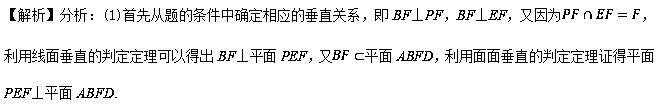 【解析】分析：(1)首先从题的条件中确定相应的垂直关系，即BF⊥PF，BF⊥EF，又因为PF∩EF=F，
利用线面垂直的判定定理可以得出BF⊥平面PEF，又BF⊂平面ABFD，利用面面垂直的判定定理证得平面
PEF⊥平面ABFD.